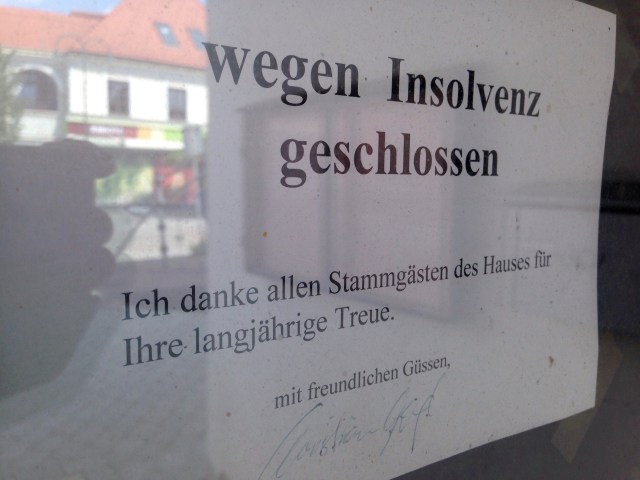 wegen Insolvenz
geschlossen
Ich danke allen Stammgästen des Hauses für
Ihre langjährige Treue.
mit freundlichen Güssen,